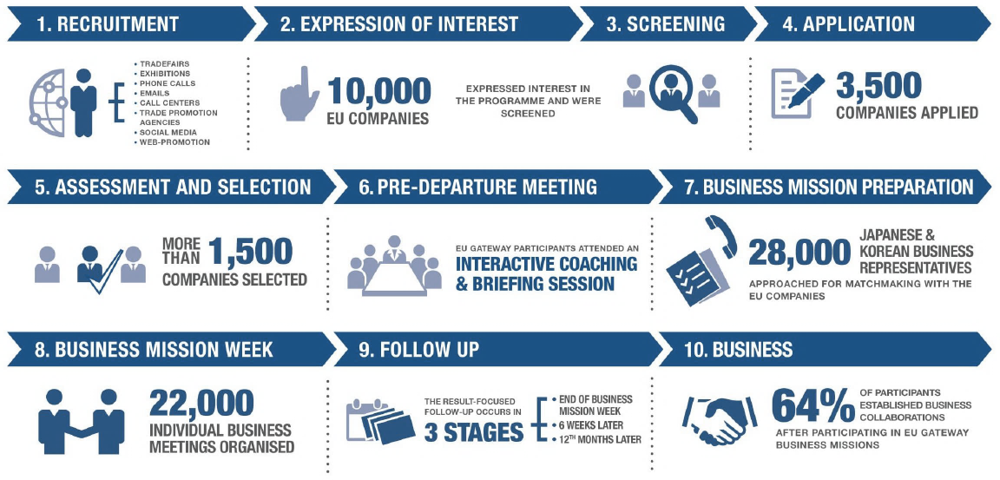 1. RECRUITMENT
• TRADEFAIRS
• EXHIBITIONS
• PHONE CALLS
• EMAILS
• CALL CENTERS
• TRADE PROMOTION
AGENCIES
• SOCIAL MEDIA
• WEB-PROMOTION
2. EXPRESSION OF INTEREST
10,000
EU COMPANIES
EXPRESSED INTEREST IN
THE PROGRAMME AND WERE
SCREENED
3. SCREENING
4. APPLICATION
3,500
COMPANIES APPLIED
5. ASSESSMENT AND SELECTION
MORE
THAN 1,500
COMPANIES SELECTED
6. PRE-DEPARTURE MEETING
EU GATEWAY PARTICIPANTS ATTENDED AN
INTERACTIVE COACHING
& BRIEFING SESSION
7. BUSINESS MISSION PREPARATION
28,000
JAPANESE &
KOREAN BUSINESS
REPRESENTATIVES
APPROACHED FOR MATCHMAKING WITH THE
EU COMPANIES
8. BUSINESS MISSION WEEK
22,000
INDIVIDUAL BUSINESS
MEETINGS ORGANISED
9. FOLLOW UP
THE RESULT-FOCUSED
FOLLOW-UP OCCURS IN
3 STAGES
• END OF BUSINESS
MISSION WEEK
• 6 WEEKS LATER
• 12TH MONTHS LATER
10. BUSINESS
64%
OF PARTICIPANTS
ESTABLISHED BUSINESS
COLLABORATIONS
AFTER PARTICIPATING IN EU GATEWAY
BUSINESS MISSIONS